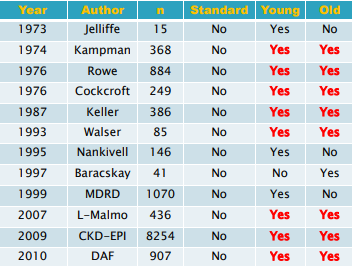 Year Author n Standard Young Old
1973 Jelliffe 15 No Yes No
1974 Kampman 368 No Yes Yes
1976 Rowe 884 No Yes Yes
1976 Cockcroft 249 No Yes Yes
1987 Keller 386 No Yes Yes
1993 Walser 85 No Yes Yes
1995 Nankivell 146 No Yes No
1997 Baracskay 41 No No Yes
1999 MDRD 1070 No Yes No
2007 L-Malmo 436 No Yes Yes
2009 CKD-EPI 8254 No Yes Yes
2010 DAF 907 No Yes Yes